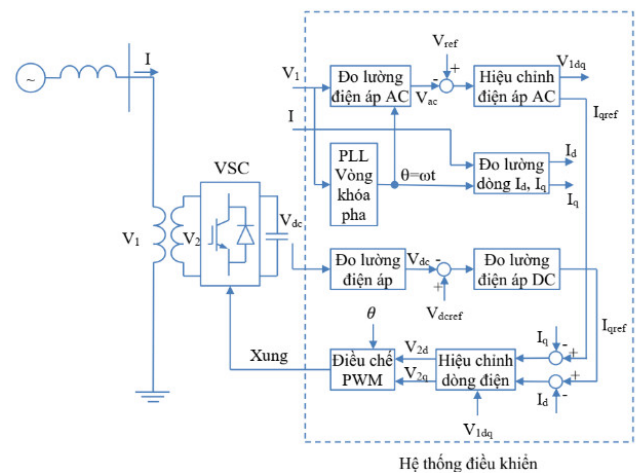 I
~
VSC
V1
V2
Vdc
V1
I
Đo lường
điện áp AC
Vref
-
+
Vac
Hiệu chỉnh
điện áp AC
V1dq
Iqref
PLL
Vòng
khóa
pha
θ=ωt
Đo lường
dòng Id, Iq
Id
Iq
Đo lường
điện áp
Vdc
-
+
Vdcref
Đo lường
điện áp DC
Iqref
θ
Xung
Điều chế
PWM
V2d
V2q
Hiệu chỉnh
dòng điện
V1dq
Iq
-
+
+
Id
-
Hệ thống điều khiển